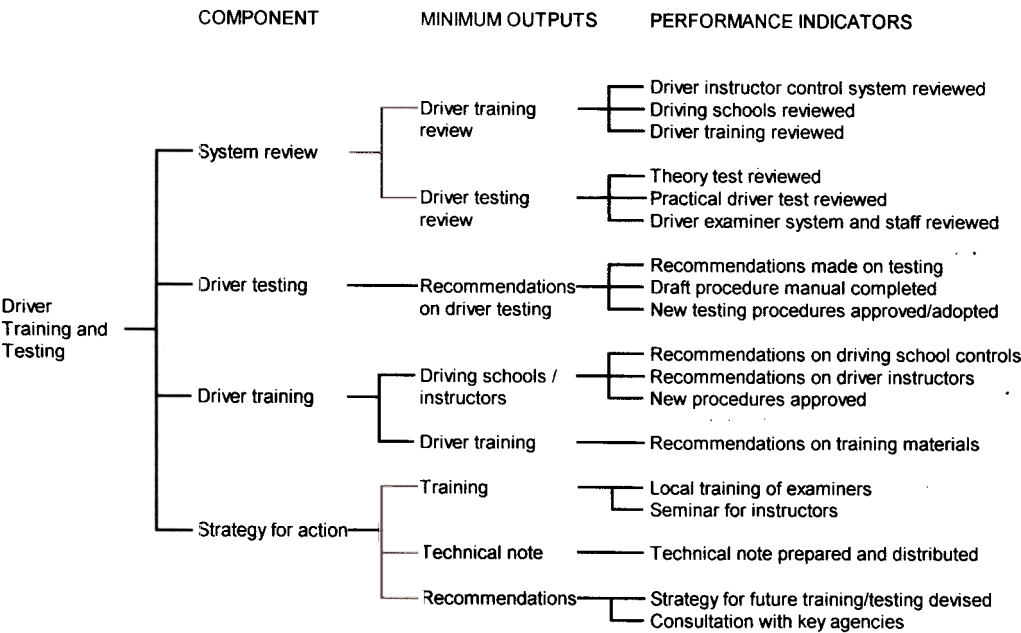 COMPONENT MINIMUM OUTPUTS PERFORMANCE INDICATORS
Driver
Training and
Testing
System review
Driver training
review
Driver instructor control system reviewed
Driving schools reviewed
Driver training reviewed
Driver testing
review
Theory test reviewed
Practical driver test reviewed
Driver examiner system and staff reviewed
Driver testing
Recommendations
on driver testing
Recommendations made on testing
Draft procedure manual completed
New testing procedures approved/adopted
Driver training
Driving schools /
instructors
Recommendations on driving school controls
Recommendations on driver instructors
New procedures approved
Driver training
Recommendations on training materials
Strategy for action
Training
Local training of examiners
Seminar for instructors
Technical note
Technical note prepared and distributed
Recommendations
Strategy for future training/testing devised
Consultation with key agencies